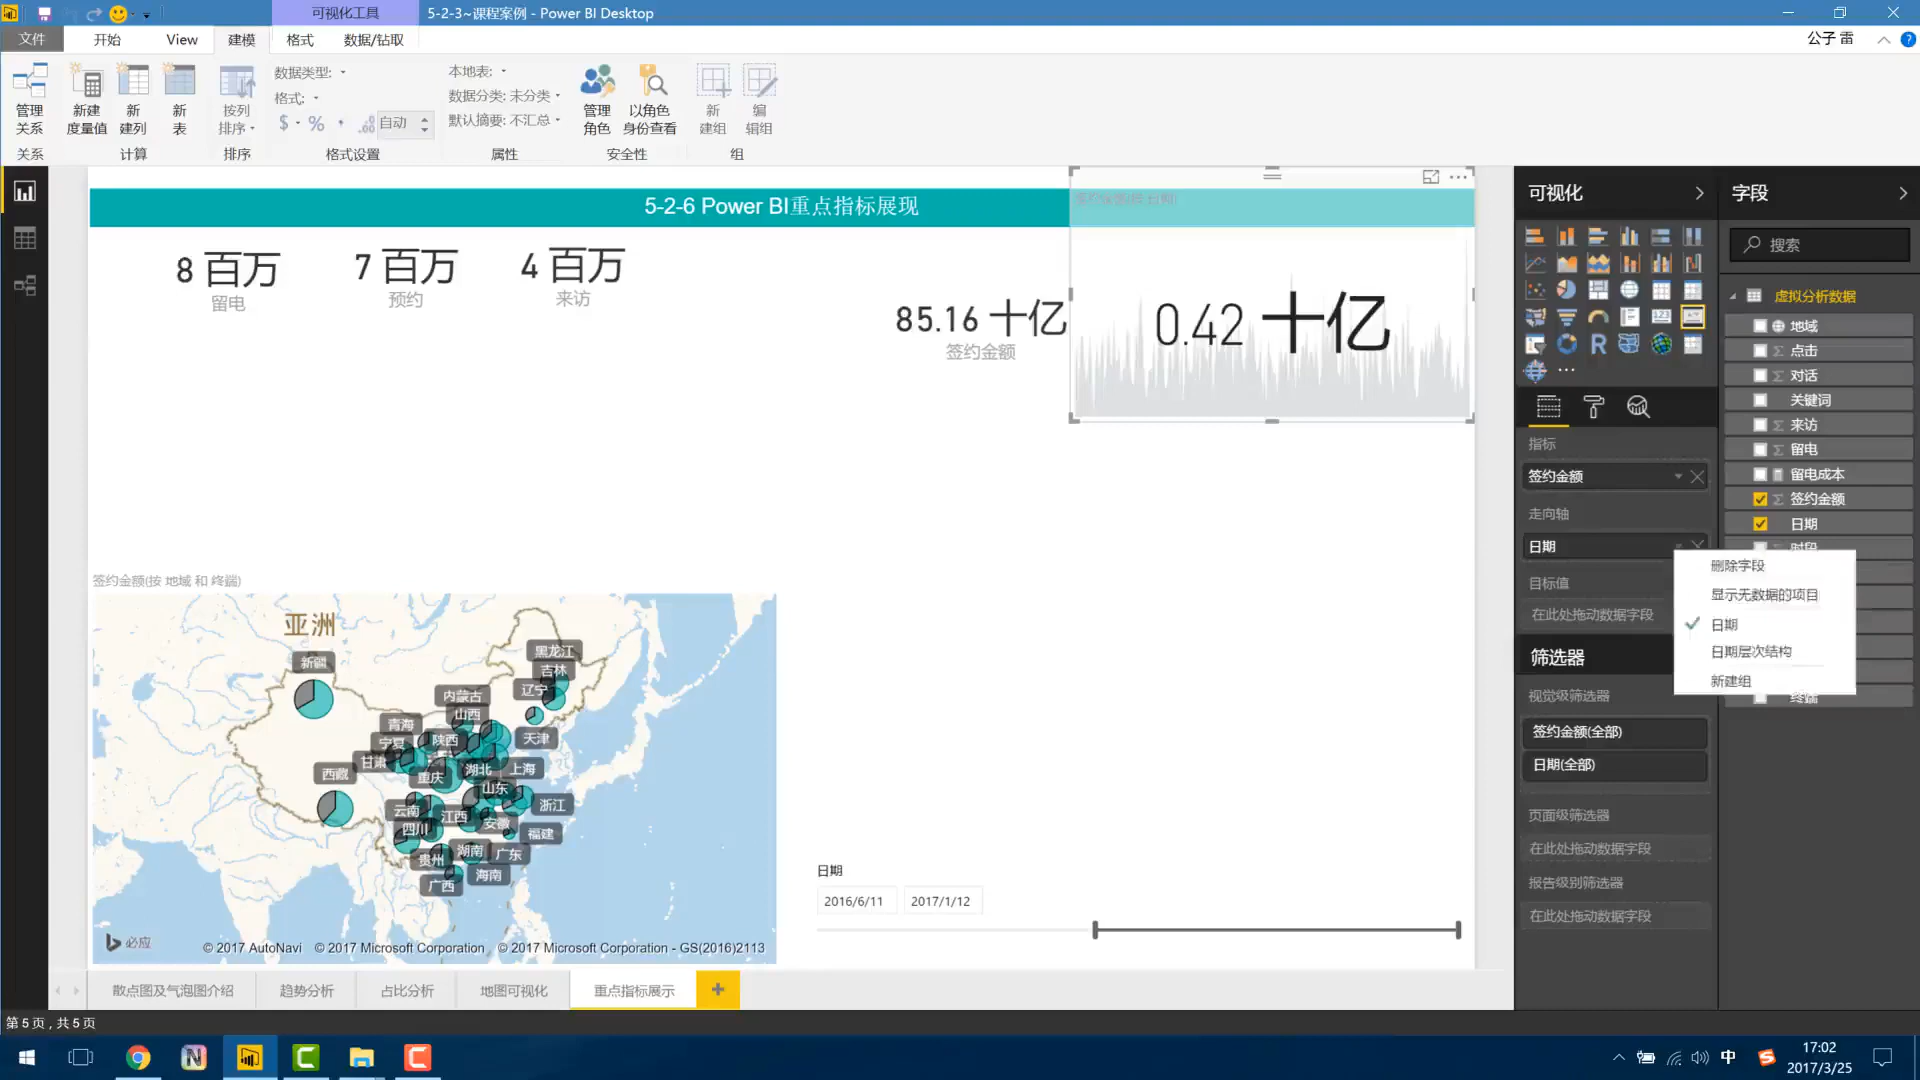 可视化工具
5-2-3~课程案例 - Power BI Desktop
文件
开始
View
建模
格式
数据/钻取
公子 雷
管理
关系
新建
度量值
新
建列
新
表
按列
排序
数据类型:
格式:
$ % , .00 自动
本地表:
数据分类: 未分类
默认摘要: 不汇总
管理
角色
以角色
身份查看
新
建组
编
辑组
关系
计算
排序
格式设置
属性
安全性
组
5-2-6 Power BI重点指标展现
8 百万
留电
7 百万
预约
4 百万
来访
85.16 十亿
签约金额
0.42 十亿
签约金额(按 地域 和 终端)
亚洲
新疆
黑龙江
吉林
辽宁
内蒙古
山西
青海
宁夏
陕西
天津
甘肃
西藏
重庆
湖北
上海
山东
浙江
云南
江西
四川
安徽
福建
湖南
广东
贵州
海南
广西
必应
© 2017 AutoNavi © 2017 Microsoft Corporation © 2017 Microsoft Corporation - GS(2016)2113
日期
2016/6/11
2017/1/12
可视化
指标
签约金额
走向轴
日期
目标值
在此处拖动数据字段
筛选器
视觉级筛选器
签约金额(全部)
日期(全部)
页面级筛选器
在此处拖动数据字段
报告级别筛选器
在此处拖动数据字段
字段
搜索
虚拟分析数据
地域
点击
对话
关键词
来访
留电
留电成本
签约金额
日期
时段
终端
删除字段
显示无数据的项目
日期
日期层次结构
新建组
散点图及气泡图介绍
趋势分析
占比分析
地图可视化
重点指标展示
第 5 页 , 共 5 页
中
17:02
2017/3/25